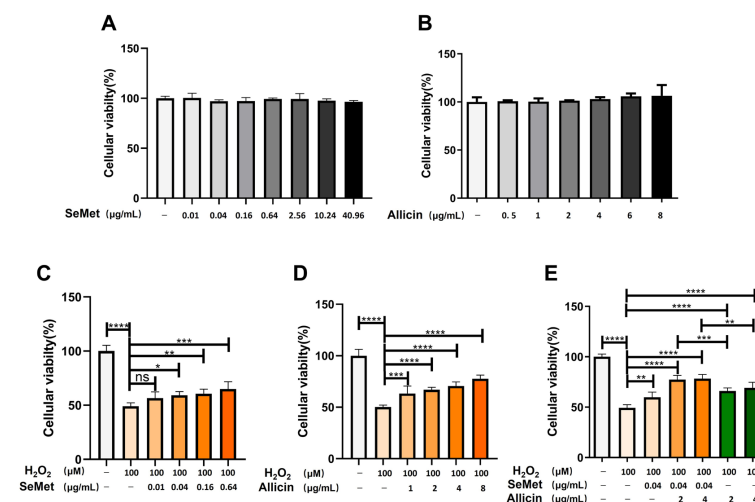 A
150
100
50
0
Cellular viabilty(%)
SeMet (μg/mL) – 0.01 0.04 0.16 0.64 2.56 10.24 40.96
B
150
100
50
0
Cellular viabilty(%)
Allicin (μg/mL) – 0.5 1 2 4 6 8
C
150
100
50
0
Cellular viabilty(%)
***
**
****
*
ns
H2O2 (μM) – 100 100 100 100 100
SeMet (μg/mL) – – 0.01 0.04 0.16 0.64
D
150
100
50
0
Cellular viabilty(%)
****
****
****
****
***
H2O2 (μM) – 100 100 100 100 100
Allicin (μg/mL) – – 1 2 4 8
E
150
100
50
0
Cellular viabilty(%)
****
****
**
****
***
****
****
**
H2O2 (μM) – 100 100 100 100 100
SeMet (μg/mL) – – 0.04 0.04 0.04 – –
Allicin (μg/mL) – – – 2 4 2